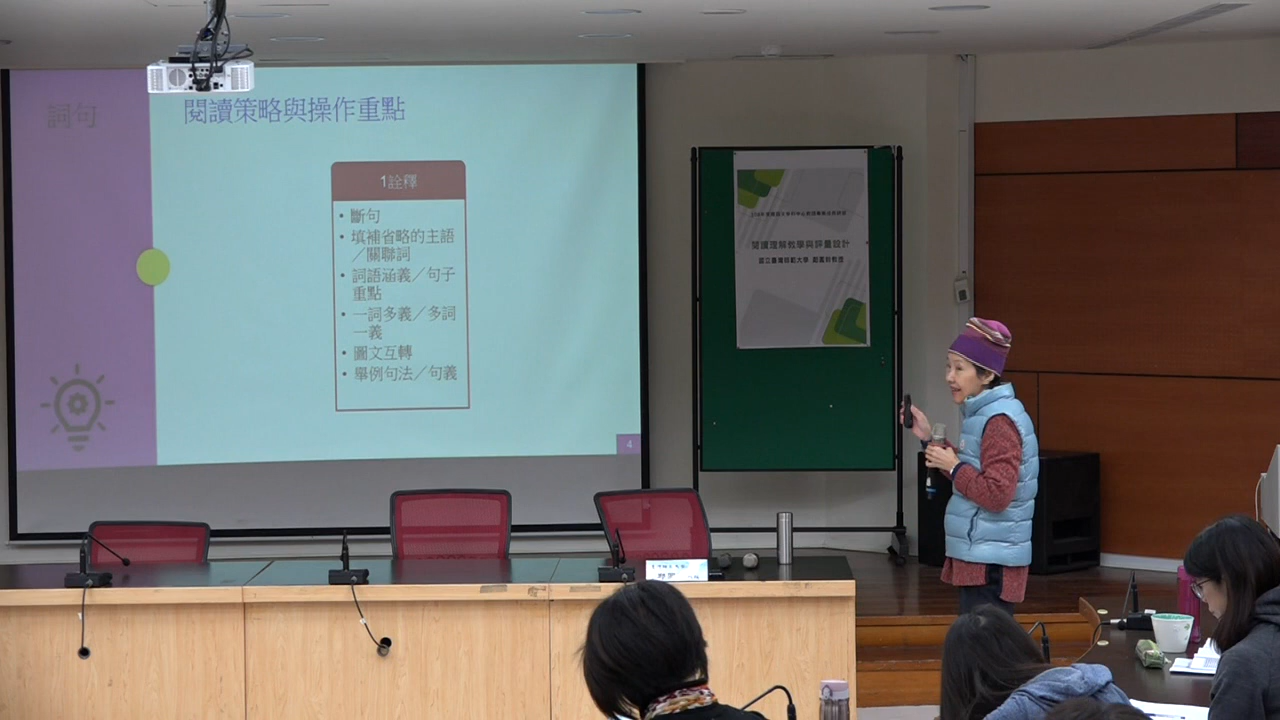 詞句
閱讀策略與操作重點
1詮釋
• 斷句
• 填補省略的主語
／關聯詞
• 詞語涵義／句子
重點
• 一詞多義／多詞
一義
• 圖文互轉
• 舉例句法／句義
4
閱讀理解教學與評量設計
國立臺灣師範大學